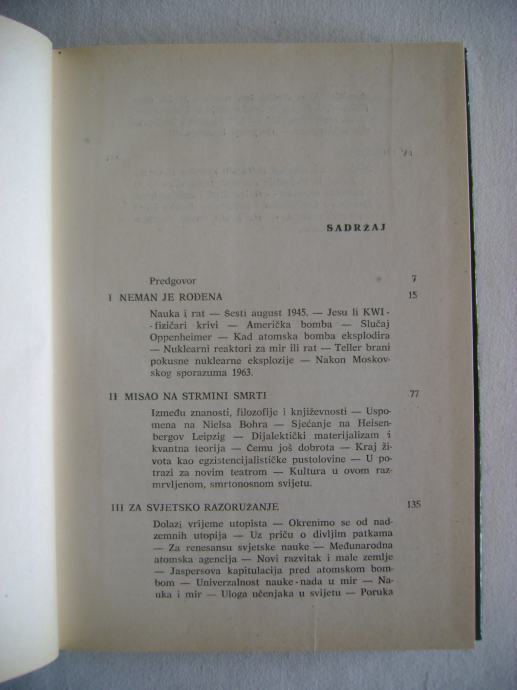 SADRŽAJ
Predgovor 7
I NEMAN JE ROĐENA 15
Nauka i rat — Šesti august 1945. — Jesu li KWI-
-fizičari krivi — Američka bomba — Slučaj
Oppenheimer — Kad atomska bomba eksplodira
— Nuklearni reaktori za mir ili rat — Teller brani
pokusne nuklearne eksplozije — Nakon Moskov-
skog sporazuma 1963.
II MISAO NA STRMINI SMRTI 77
Između znanosti, filozofije i književnosti — Uspo-
mena na Nielsa Bohra — Sjećanje na Heisen-
bergov Leipzig — Dijalektički materijalizam i
kvantna teorija — Čemu još dobrota — Kraj ži-
vota kao egzistencijalističke pustolovine — U po-
trazi za novim teatrom — Kultura u ovom raz-
mrvljenom, smrtonosnom svijetu.
III ZA SVJETSKO RAZORUŽANJE 135
Dolazi vrijeme utopista — Okrenimo se od nad-
zemnih utopija — Uz priču o divljim patkama
— Za renesansu svjetske nauke — Međunarodna
atomska agencija — Novi razvitak i male zemlje
— Jaspersova kapitulacija pred atomskom bom-
bom — Univerzalnost nauke - nada u mir — Na-
uka i mir — Uloga učenjaka u svijetu — Poruka